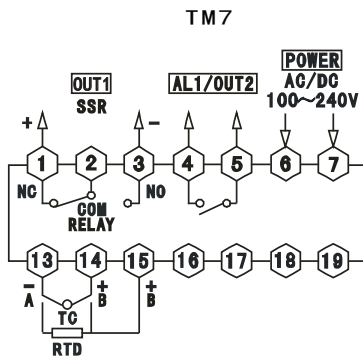 TM7
OUT1 AL1/OUT2 POWER
SSR AC/DC
100～240V
+ -
1 2 3 4 5 6 7
NC COM NO
RELAY
13 14 15 16 17 18 19
- + +
A TC B B
RTD